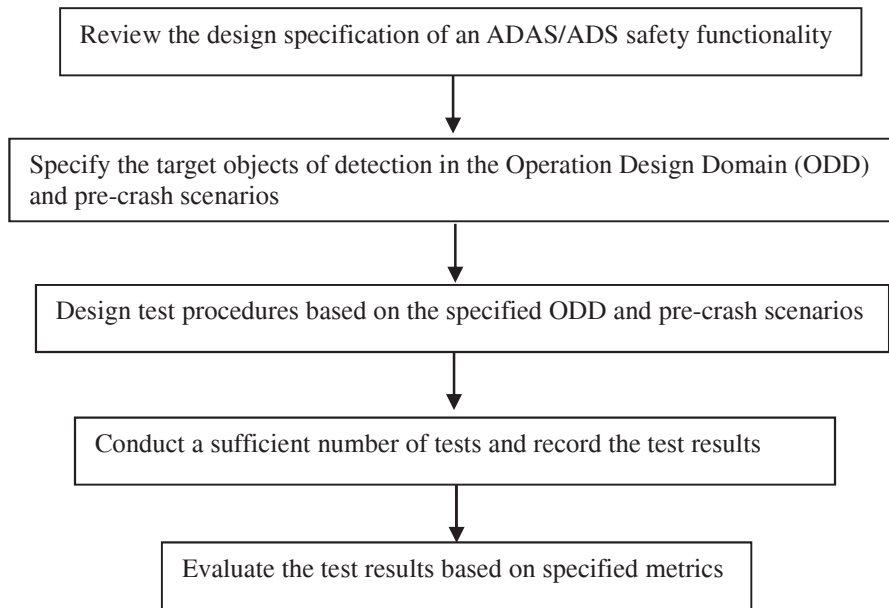 Review the design specification of an ADAS/ADS safety functionality
Specify the target objects of detection in the Operation Design Domain (ODD)
and pre-crash scenarios
Design test procedures based on the specified ODD and pre-crash scenarios
Conduct a sufficient number of tests and record the test results
Evaluate the test results based on specified metrics